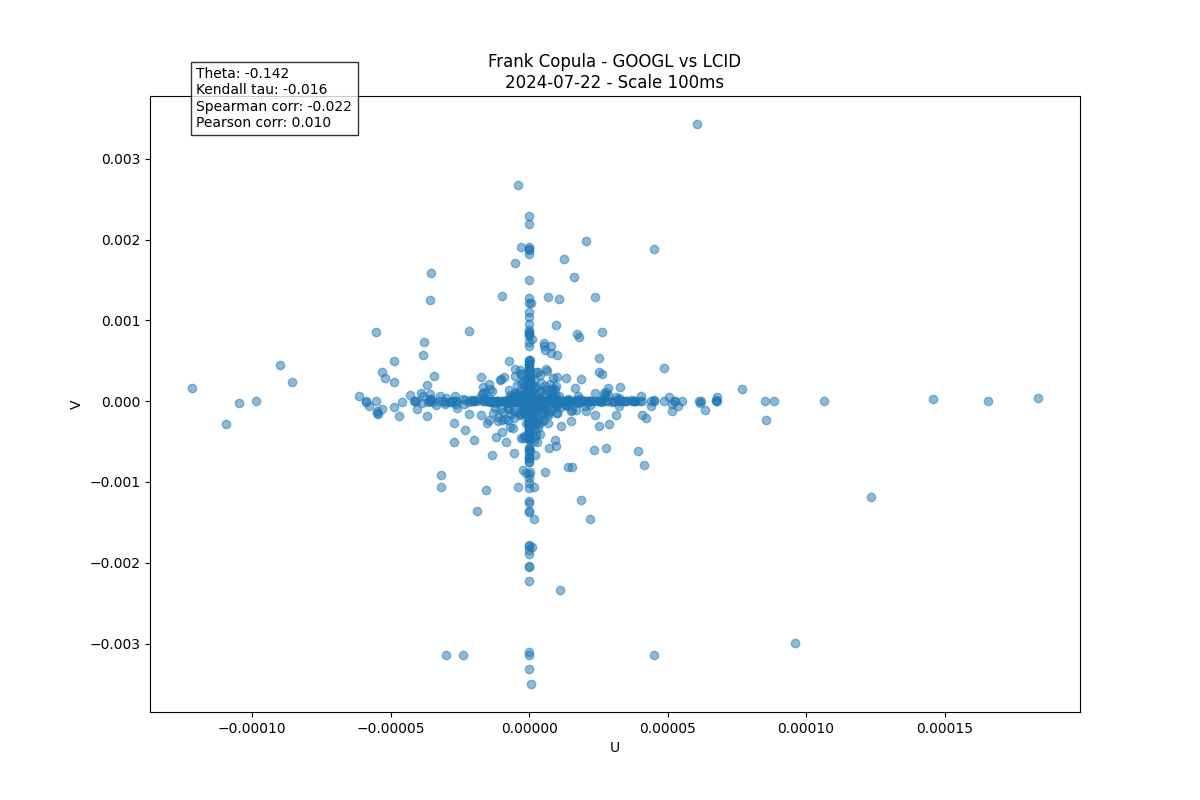 Frank Copula - GOOGL vs LCID
2024-07-22 - Scale 100ms
Theta: -0.142
Kendall tau: -0.016
Spearman corr: -0.022
Pearson corr: 0.010
0.003
0.002
0.001
0.000
−0.001
−0.002
−0.003
V
−0.00010 −0.00005 0.00000 0.00005 0.00010 0.00015
U